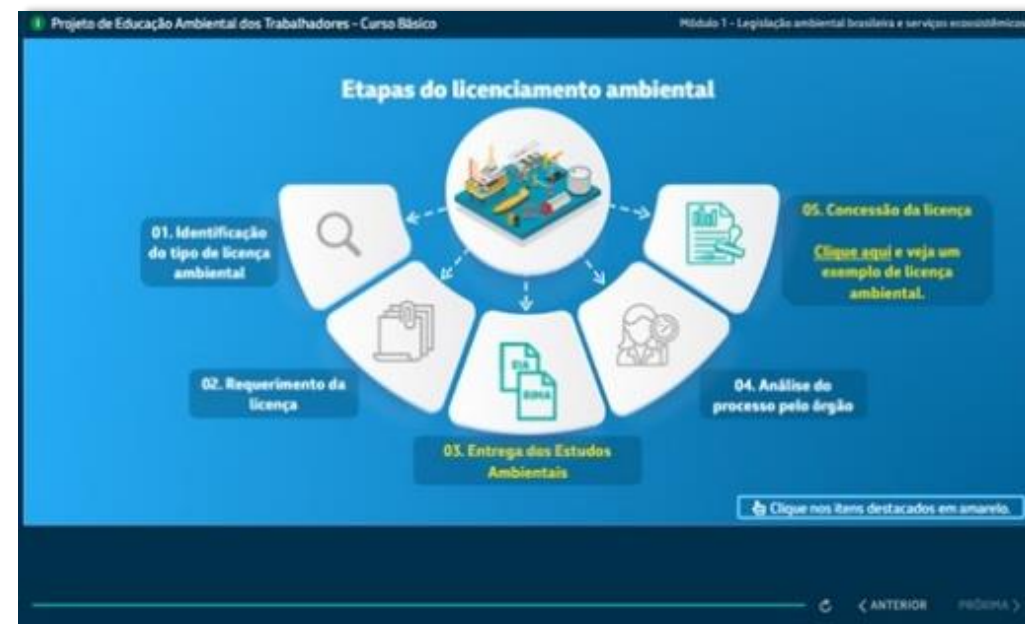 Projeto de Educação Ambiental dos Trabalhadores - Curso Básico
Módulo 1 - Legislação ambiental brasileira e serviços ecossistêmicos
Etapas do licenciamento ambiental
01. Identificação
do tipo de licença
ambiental
02. Requerimento da
licença
EIA
RIMA
03. Entrega dos Estudos
Ambientais
04. Análise do
processo pelo órgão
05. Concessão da licença
Clique aqui e veja um
exemplo de licença
ambiental.
Clique nos itens destacados em amarelo.
< ANTERIOR
PRÓXIMA >